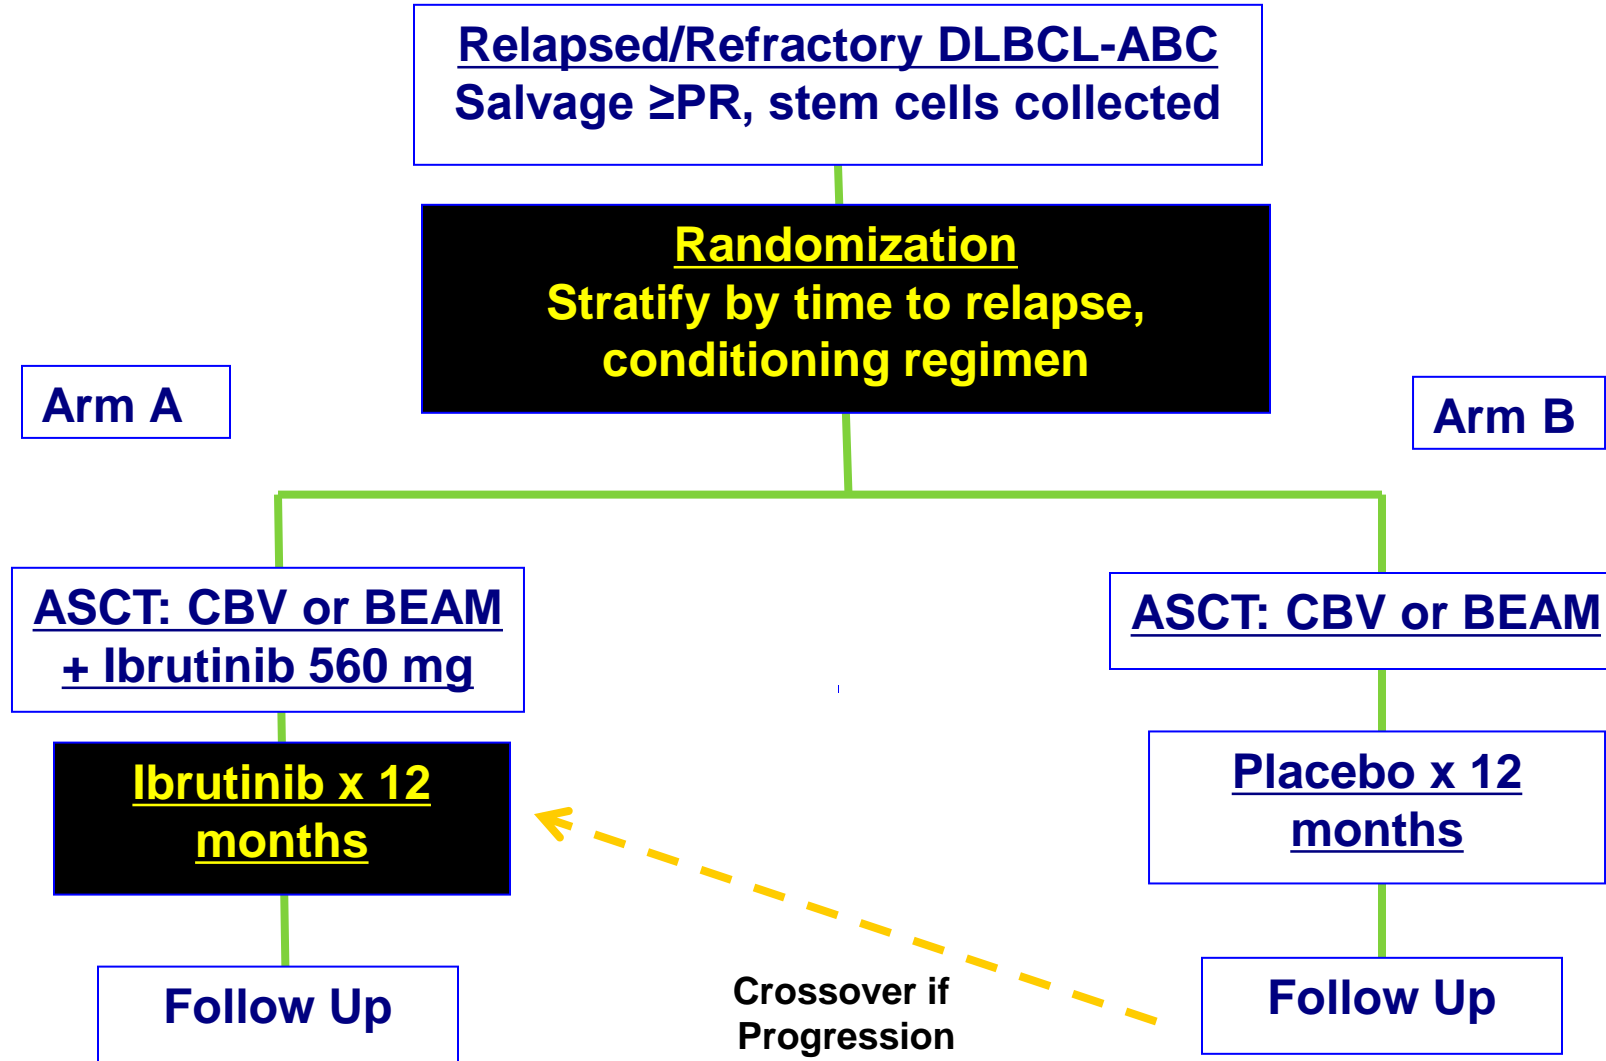 Relapsed/Refractory DLBCL-ABC
Salvage ≥PR, stem cells collected
Randomization
Stratify by time to relapse,
conditioning regimen
Arm A
Arm B
ASCT: CBV or BEAM
+ Ibrutinib 560 mg
ASCT: CBV or BEAM
Ibrutinib x 12
months
Placebo x 12
months
Follow Up
Crossover if
Progression
Follow Up